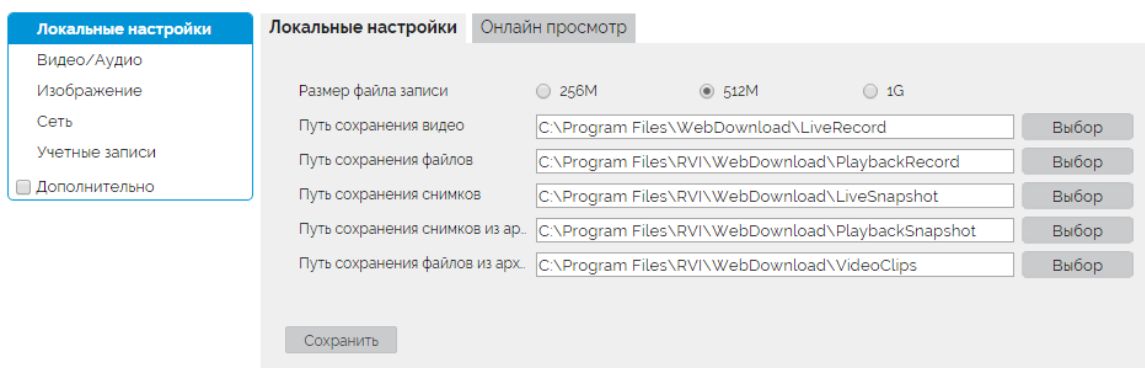 Локальные настройки
Видео/Аудио
Изображение
Сеть
Учетные записи
Дополнительно
Локальные настройки Онлайн просмотр
Размер файла записи 256M 512M 1G
Путь сохранения видео C:\Program Files\WebDownload\LiveRecord Выбор
Путь сохранения файлов C:\Program Files\RVI\WebDownload\PlaybackRecord Выбор
Путь сохранения снимков C:\Program Files\RVI\WebDownload\LiveSnapshot Выбор
Путь сохранения снимков из ар... C:\Program Files\RVI\WebDownload\PlaybackSnapshot Выбор
Путь сохранения файлов из арх... C:\Program Files\RVI\WebDownload\VideoClips Выбор
Сохранить